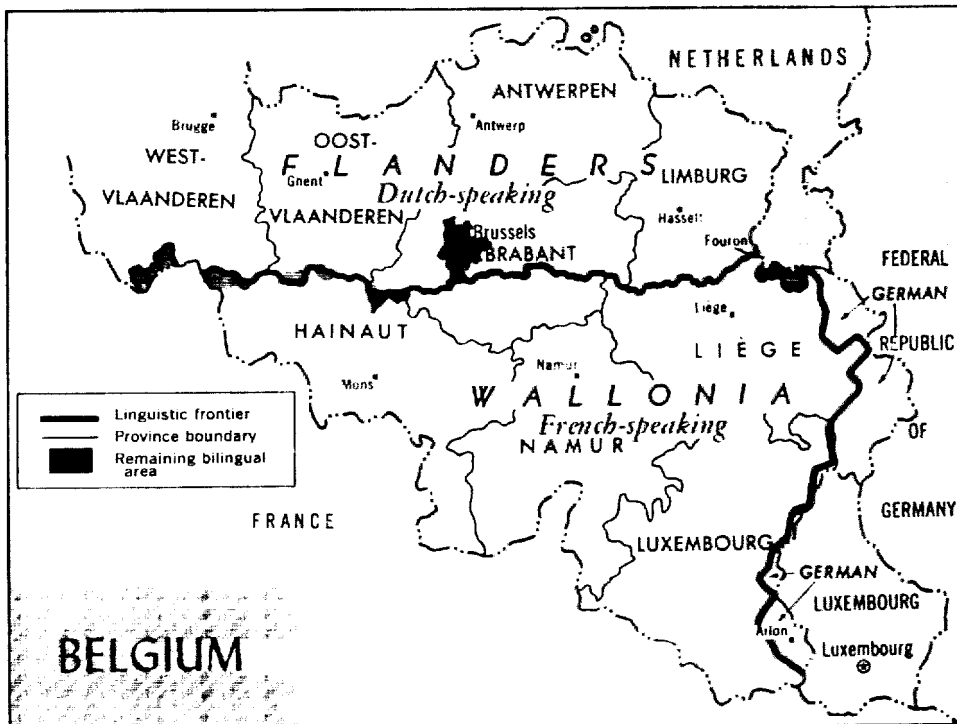 NETHERLANDS
ANTWERPEN
Brugge
OOST-
Antwerp
WEST-
FLANDERS
Gnent
LIMBURG
Dutch-speaking
VLAANDEREN
VLAANDEREN
Hasselt
Brussels
Fouron
BRABANT
FEDERAL
GERMAN
Liège
HAINAUT
LIÈGE
REPUBLIC
Namur
Mons
WALLONIA
Linguistic frontier
French-speaking
Province boundary
NAMUR
OF
Remaining bilingual
area
FRANCE
GERMANY
LUXEMBOURG
GERMAN
LUXEMBOURG
Arlon
BELGIUM
Luxembourg